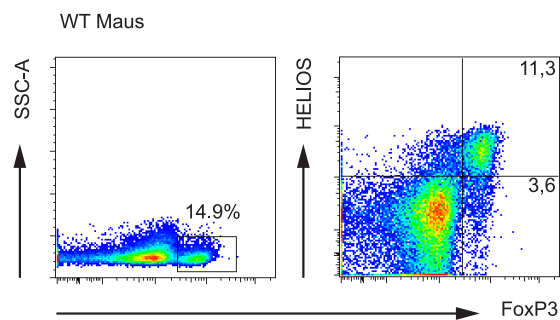 WT Maus
SSC-A
14.9%
HELIOS
11,3
3,6
FoxP3